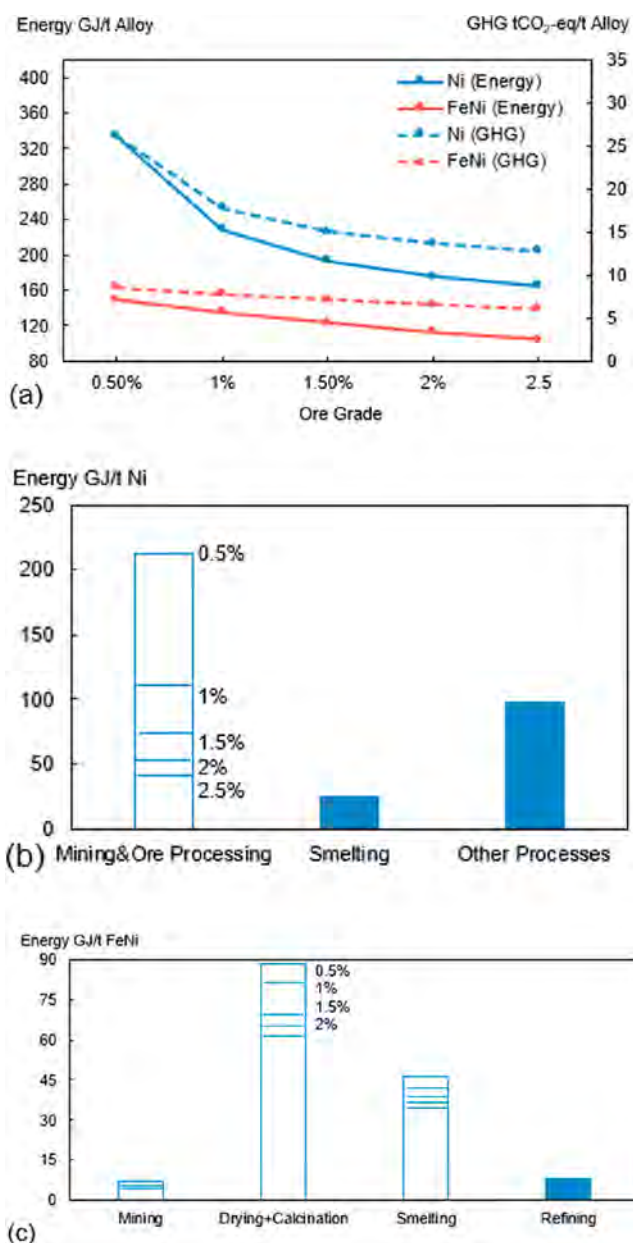 Energy GJ/t Alloy
GHG tCO₂-eq/t Alloy
400
360
320
280
240
200
160
120
80
35
30
25
20
15
10
5
0
Ni (Energy)
FeNi (Energy)
Ni (GHG)
FeNi (GHG)
0.50%
1%
1.50%
2%
2.5
(a)
Ore Grade
Energy GJ/t Ni
250
200
150
100
50
0
0.5%
1%
1.5%
2%
2.5%
(b)
Mining&Ore Processing
Smelting
Other Processes
Energy GJ/t FeNi
90
75
60
45
30
15
0
0.5%
1%
1.5%
2%
(c)
Mining
Drying+Calcination
Smelting
Refining